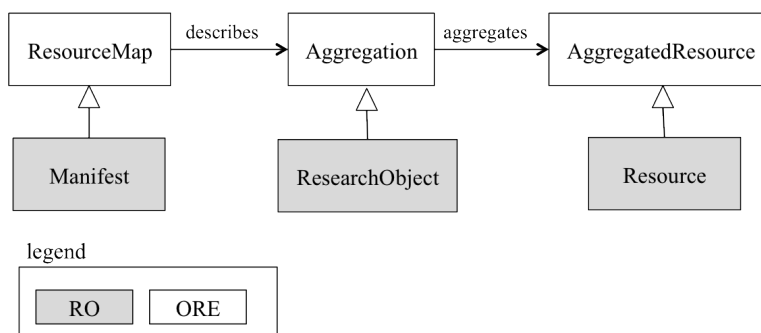 describes
aggregates
ResourceMap
Aggregation
AggregatedResource
Manifest
ResearchObject
Resource
legend
RO
ORE